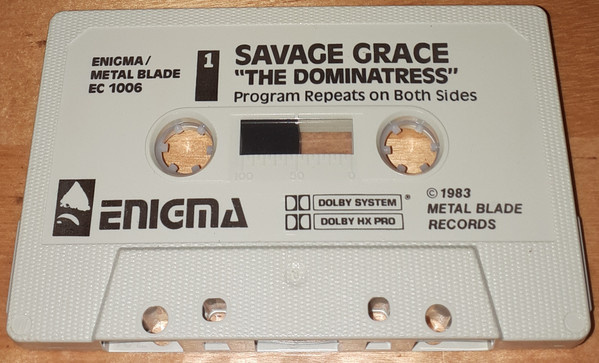 ENIGMA/
METAL BLADE
EC 1006
1
SAVAGE GRACE
"THE DOMINATRESS"
Program Repeats on Both Sides
ENIGMA
DOLBY SYSTEM®
DOLBY HX PRO
© 1983
METAL BLADE
RECORDS